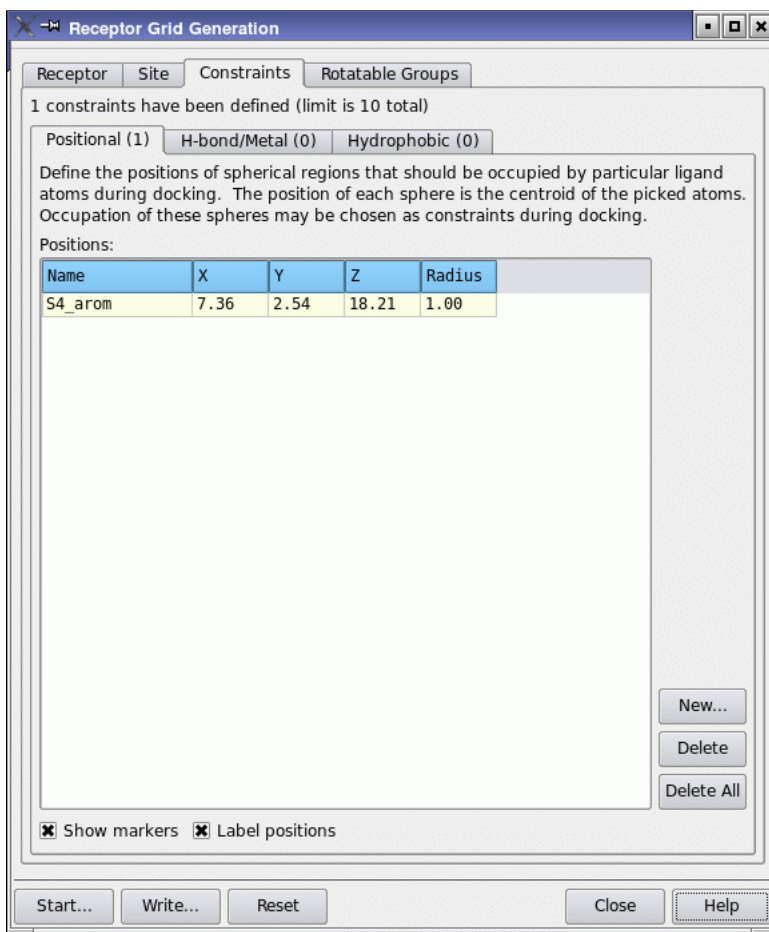 Receptor Grid Generation
Receptor Site Constraints Rotatable Groups
1 constraints have been defined (limit is 10 total)
Positional (1) H-bond/Metal (0) Hydrophobic (0)
Define the positions of spherical regions that should be occupied by particular ligand
atoms during docking. The position of each sphere is the centroid of the picked atoms.
Occupation of these spheres may be chosen as constraints during docking.
Positions:
Name X Y Z Radius
S4_arom 7.36 2.54 18.21 1.00
New...
Delete
Delete All
Show markers Label positions
Start... Write... Reset Close Help